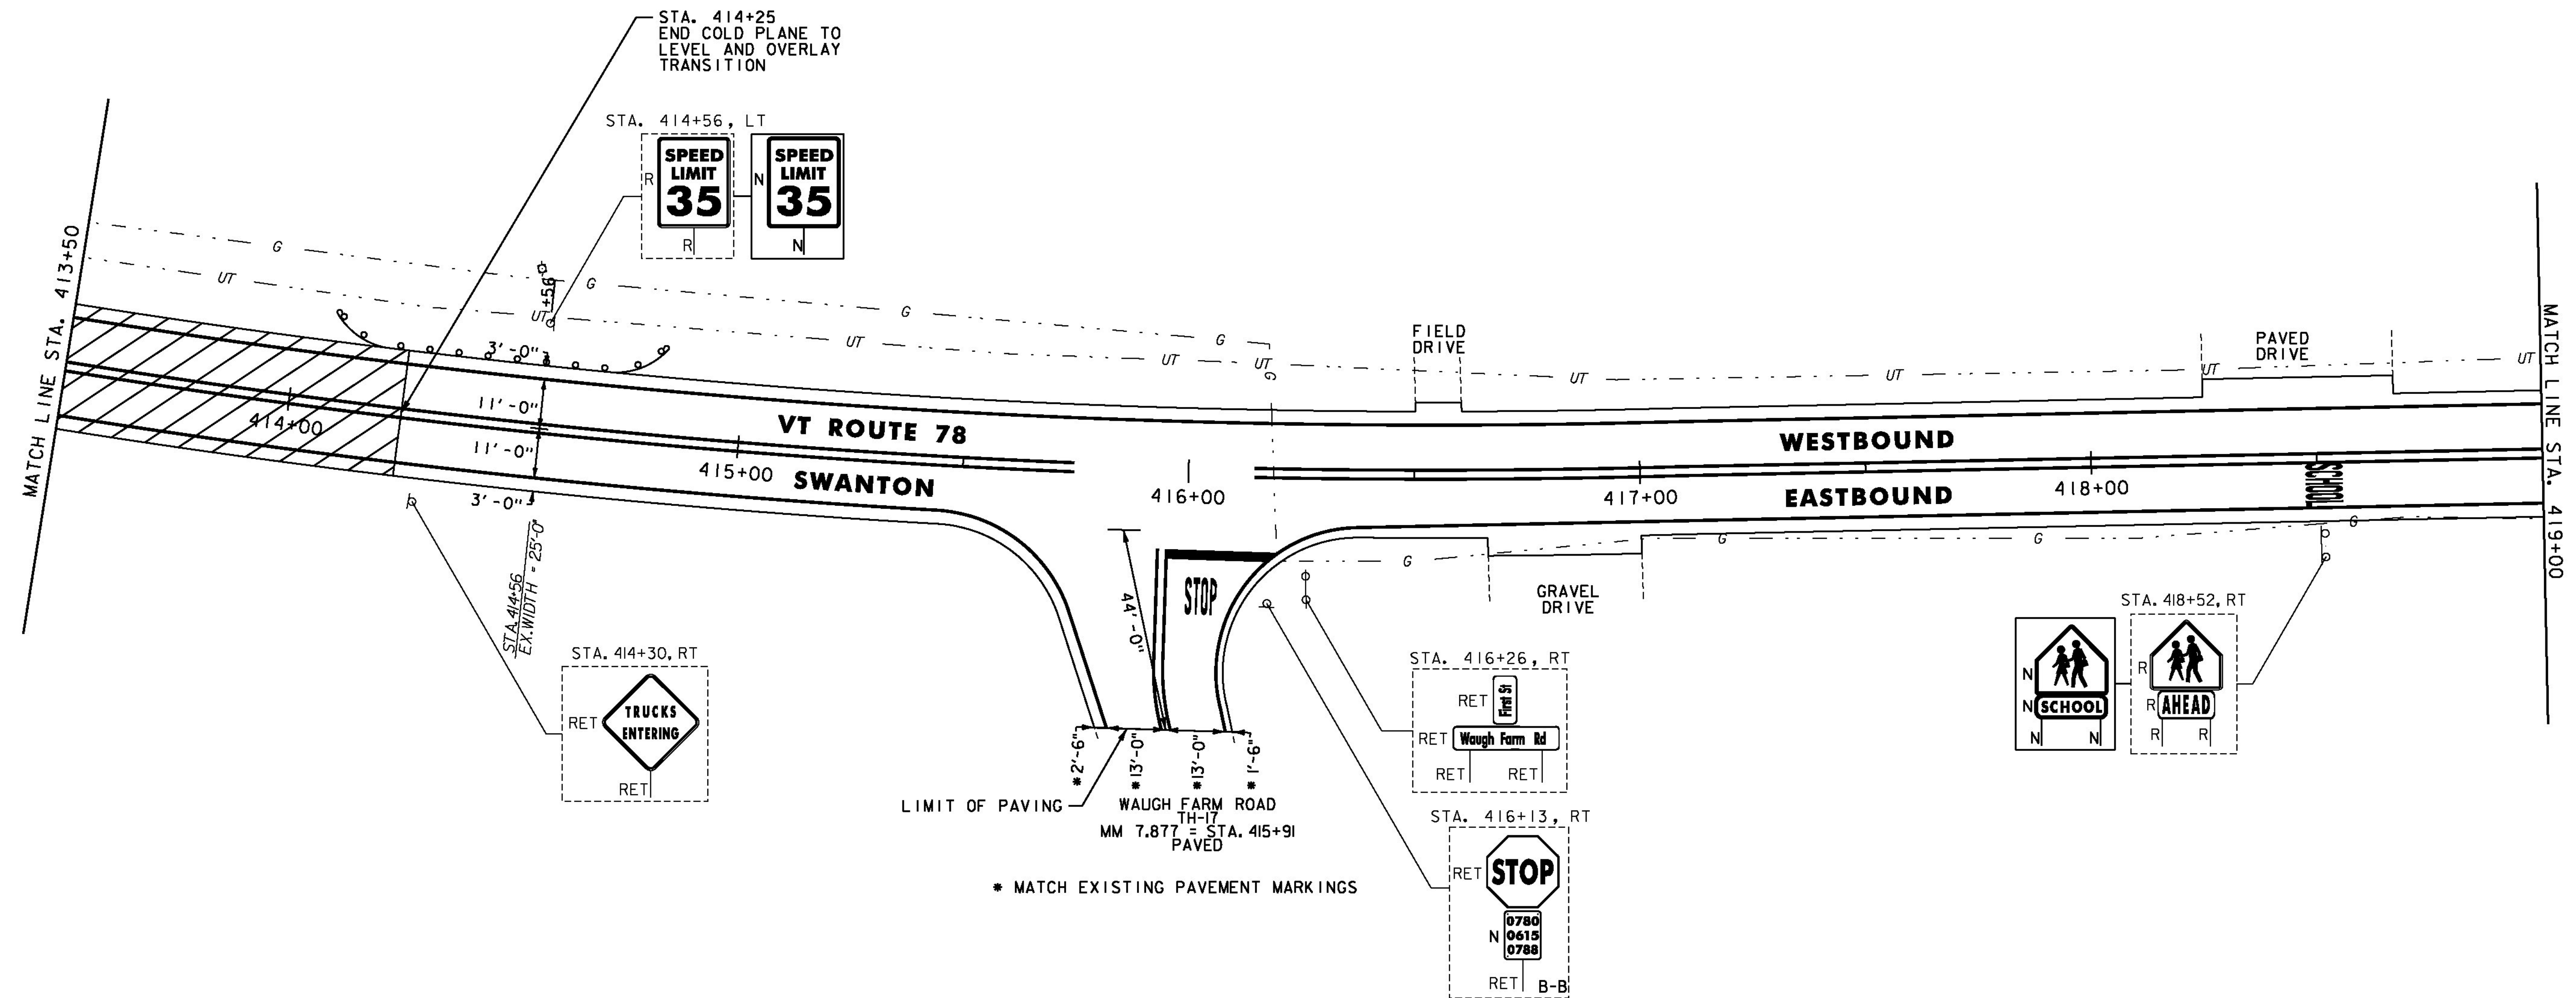 STA. 414+25
END COLD PLANE TO
LEVEL AND OVERLAY
TRANSITION
STA. 414+56, LT
R
SPEED
LIMIT
35
R
N
SPEED
LIMIT
35
N
MATCH LINE STA. 413+50
G
UT
G
UT
+56
3'-0"
G
UT
G
UT
UT
G
FIELD
DRIVE
UT
UT
PAVED
DRIVE
UT
UT
MATCH LINE STA. 419+00
414+00
11'-0"
11'-0"
3'-0"
415+00
VT ROUTE 78
SWANTON
416+00
WESTBOUND
EASTBOUND
417+00
418+00
SCHOOL
G
G
G
G
STA. 414+56
EX. WIDTH = 25'-0"
STA. 414+30, RT
RET
TRUCKS
ENTERING
RET
44'-0"
STOP
GRAVEL
DRIVE
* 2'-6"
* 13'-0"
* 13'-0"
* 1'-6"
LIMIT OF PAVING
WAUGH FARM ROAD
TH-17
MM 7.877 = STA. 415+91
PAVED
* MATCH EXISTING PAVEMENT MARKINGS
STA. 416+26, RT
RET
First St
RET
Waugh Farm Rd
RET RET
STA. 416+13, RT
RET
STOP
N
0780
0615
0788
RET
B-B
STA. 418+52, RT
N
N SCHOOL
N N
R
R AHEAD
R R